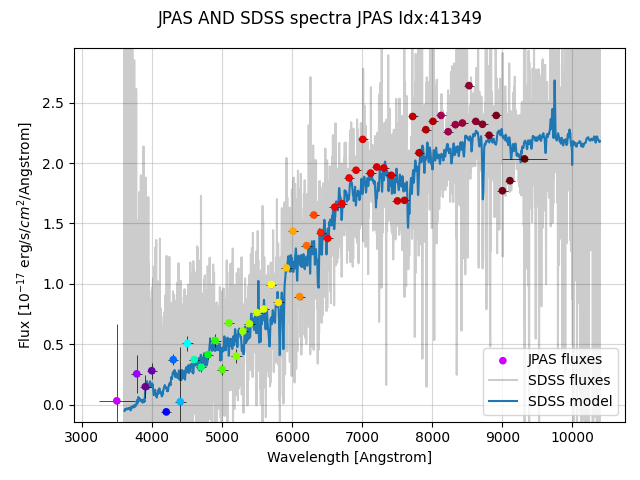 JPAS AND SDSS spectra JPAS Idx:41349
2.5
2.0
1.5
1.0
0.5
0.0
Flux [10⁻¹⁷ erg/s/cm²/Angstrom]
JPAS fluxes
SDSS fluxes
SDSS model
3000 4000 5000 6000 7000 8000 9000 10000
Wavelength [Angstrom]